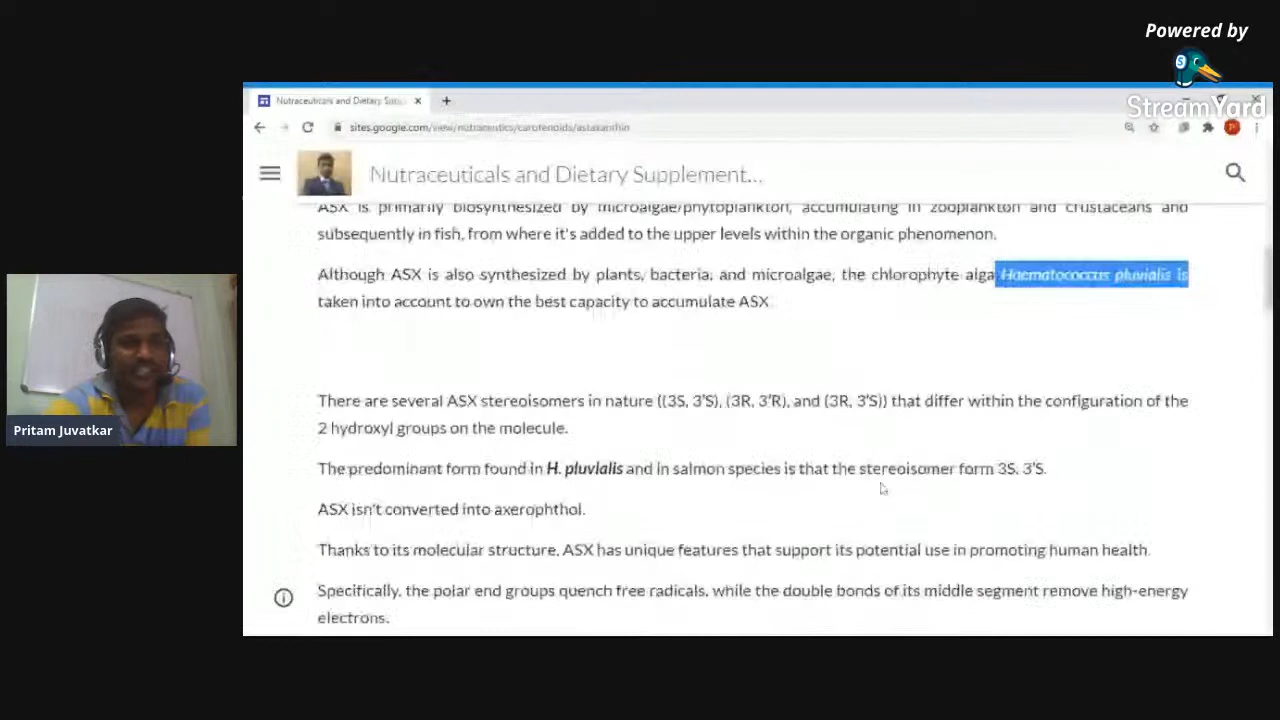 Powered by
StreamYard
Nutraceuticals and Dietary Supp
sites.google.com/view/nutramistics/carotenoids/astaxanthin
Nutraceuticals and Dietary Supplement...
ASX is primarily biosynthesized by microalgae/phytoplankton, accumulating in zooplankton and crustaceans and
subsequently in fish, from where it's added to the upper levels within the organic phenomenon.
Although ASX is also synthesized by plants, bacteria, and microalgae, the chlorophyte alga Haematococcus pluvialis is
taken into account to own the best capacity to accumulate ASX.
There are several ASX stereoisomers in nature ((3S, 3'S), (3R, 3'R), and (3R, 3'S)) that differ within the configuration of the
2 hydroxyl groups on the molecule.
The predominant form found in H. pluvialis and in salmon species is that the stereoisomer form 3S, 3'S.
ASX isn't converted into axerophthol.
Thanks to its molecular structure, ASX has unique features that support its potential use in promoting human health.
Specifically, the polar end groups quench free radicals, while the double bonds of its middle segment remove high-energy
electrons.
Pritam Juvatkar